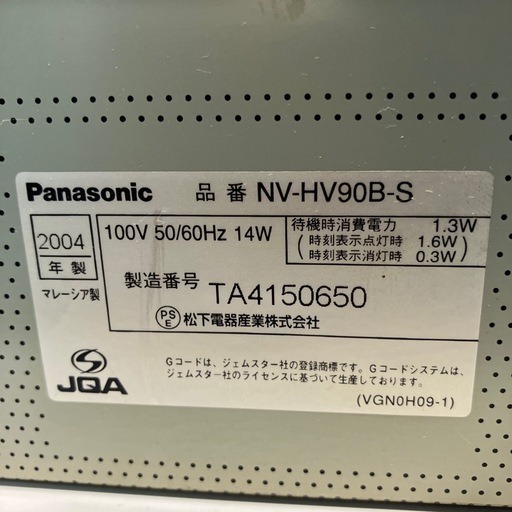 Panasonic 品番 NV-HV90B-S
2004年製
マレーシア製
100V 50/60Hz 14W
待機時消費電力 1.3W
(時刻表示点灯時 1.6W)
(時刻表示消灯時 0.3W)
製造番号 TA4150650
PSE 松下電器産業株式会社
JQA
Gコードは、ジェムスター社の登録商標です。Gコードシステムは、
ジェムスター社のライセンスに基づいて生産しております。
(VGN0H09-1)